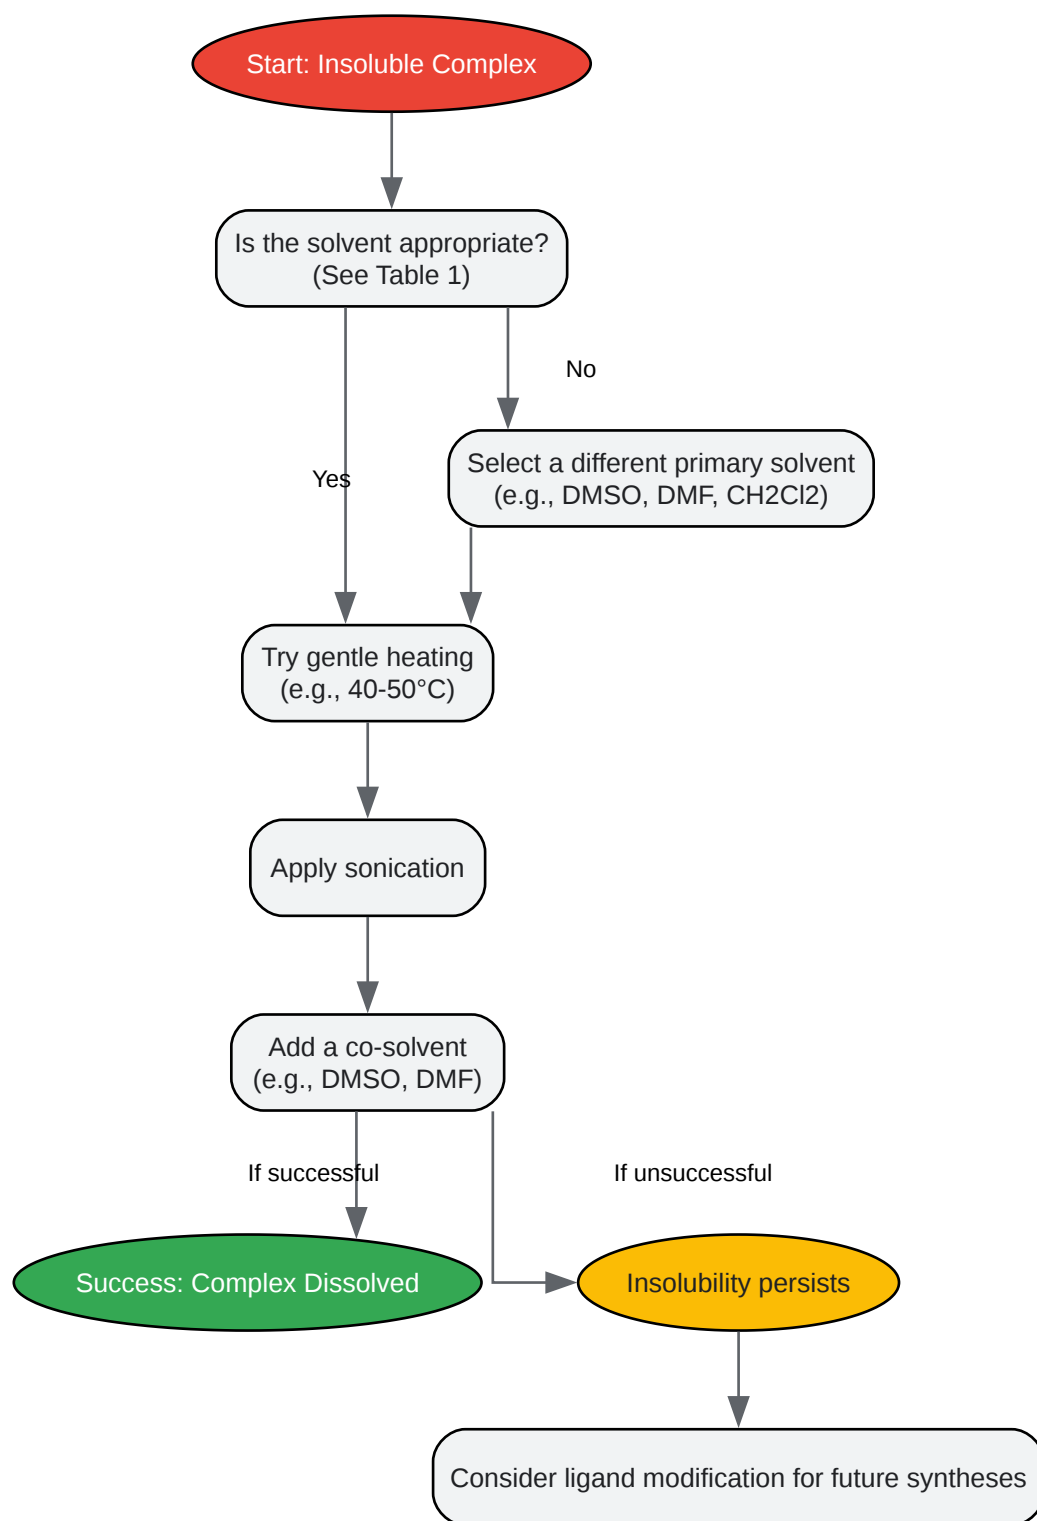 Start: Insoluble Complex
Is the solvent appropriate?
(See Table 1)
No
Select a different primary solvent
(e.g., DMSO, DMF, CH2Cl2)
Yes
Try gentle heating
(e.g., 40-50°C)
Apply sonication
Add a co-solvent
(e.g., DMSO, DMF)
If successful
If unsuccessful
Success: Complex Dissolved
Insolubility persists
Consider ligand modification for future syntheses